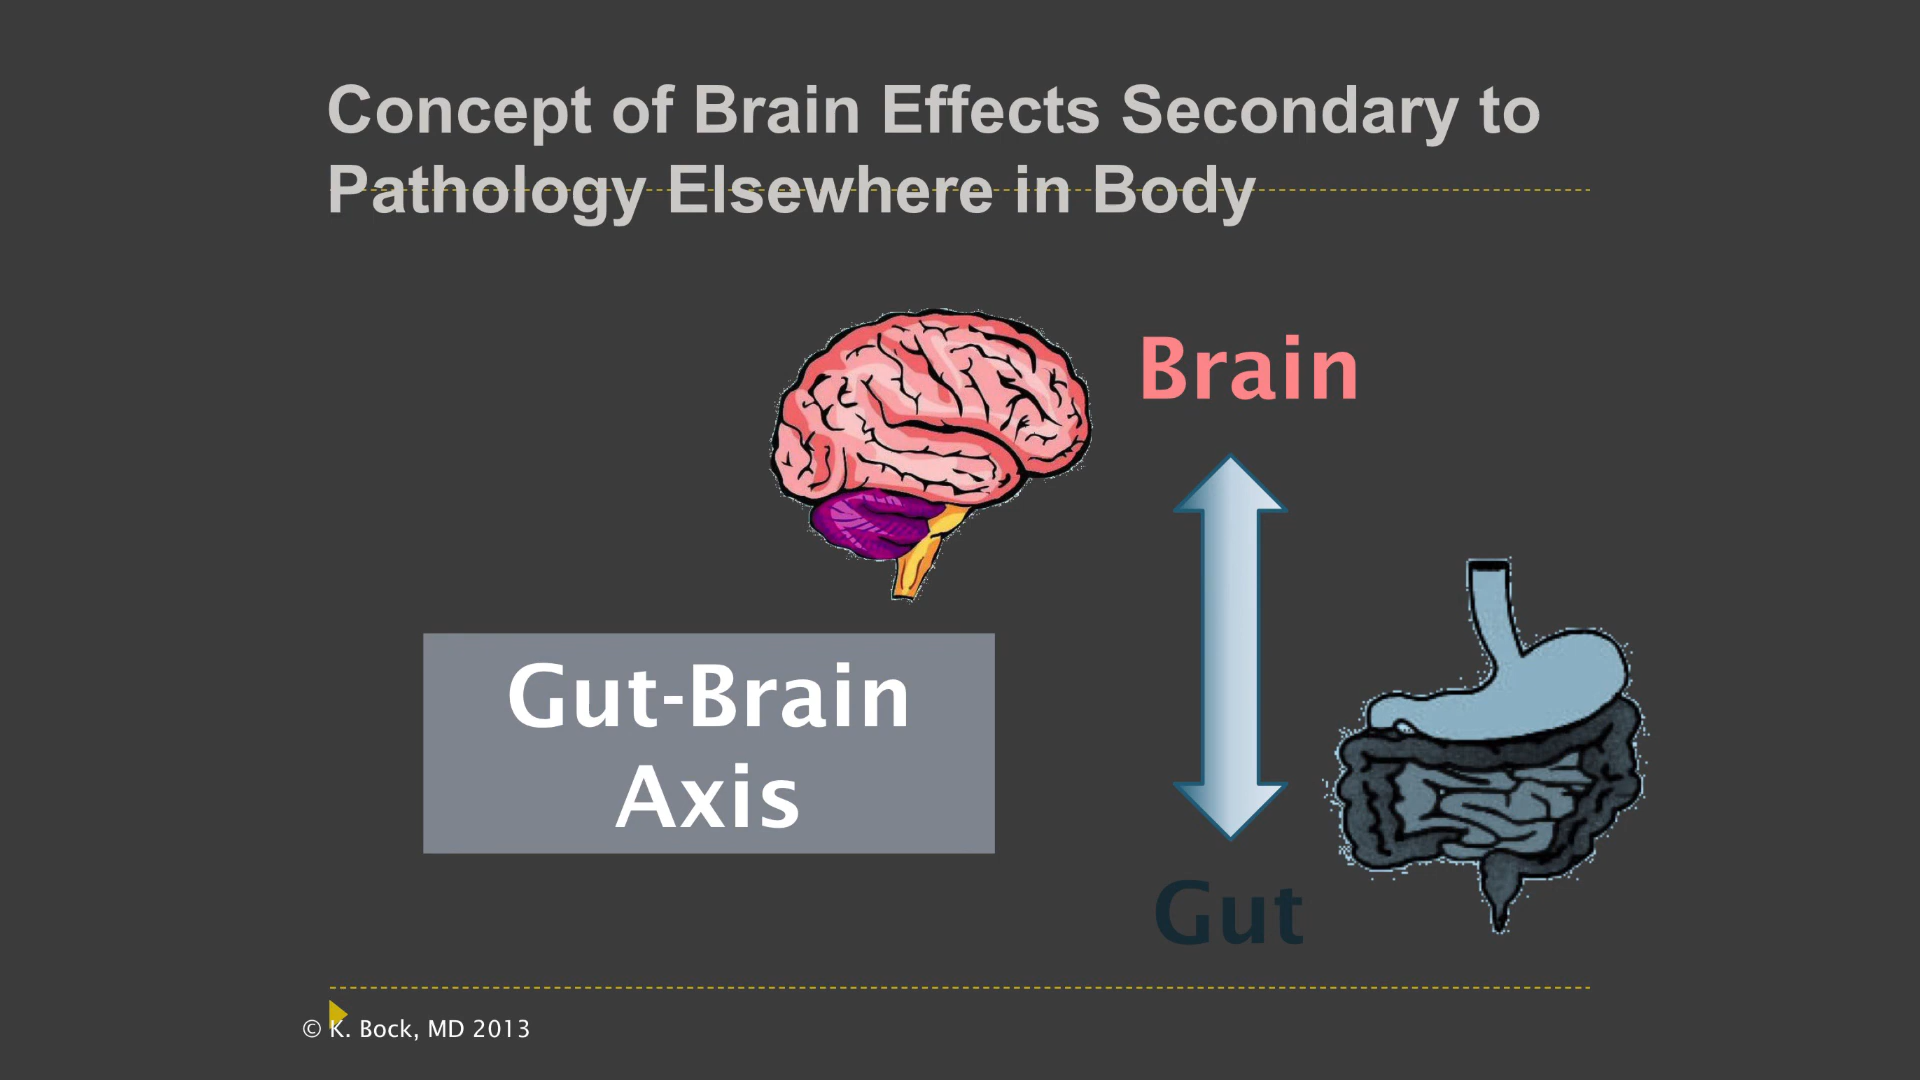 Concept of Brain Effects Secondary to
Pathology Elsewhere in Body
Brain
Gut-Brain
Axis
Gut
© K. Bock, MD 2013